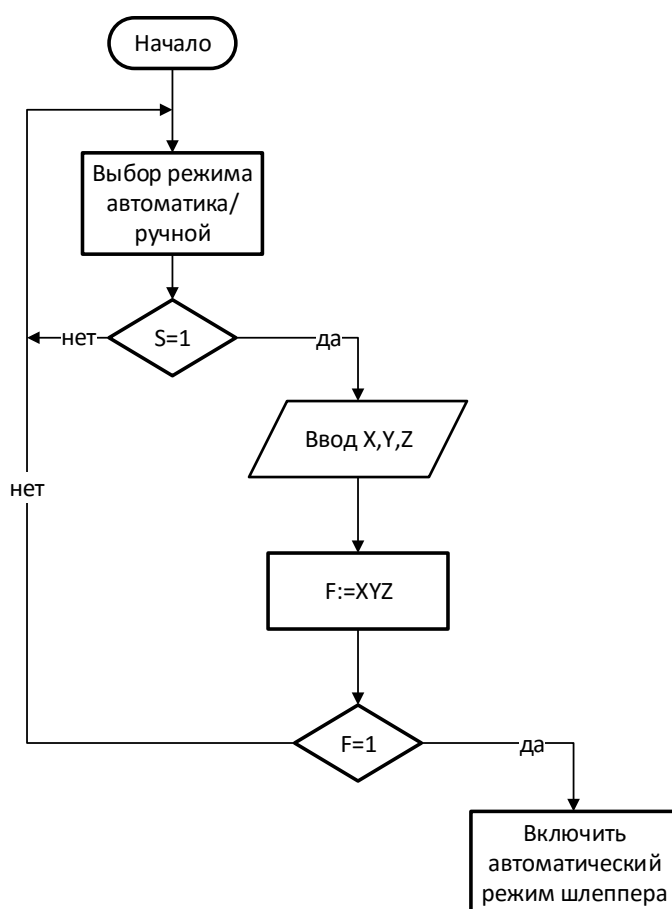 Начало
Выбор режима
автоматика/
ручной
S=1
нет
да
Ввод X,Y,Z
нет
F:=XYZ
F=1
да
Включить
автоматический
режим шлеппера